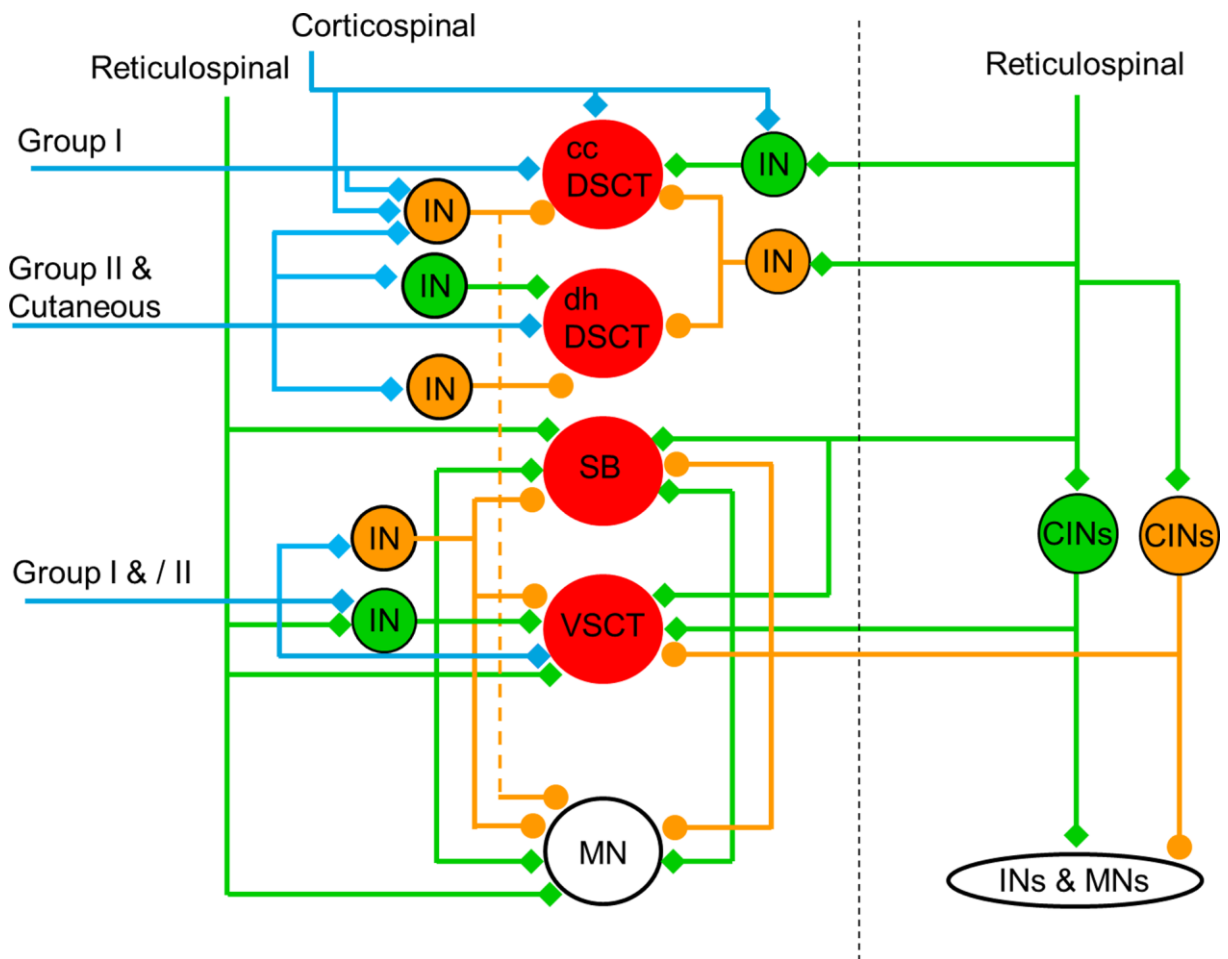 Corticospinal
Reticulospinal
Reticulospinal
Group I
cc
DSCT
IN
IN
IN
Group II &
Cutaneous
IN
dh
DSCT
IN
SB
IN
CINs
CINs
Group I & / II
IN
VSCT
MN
INs & MNs